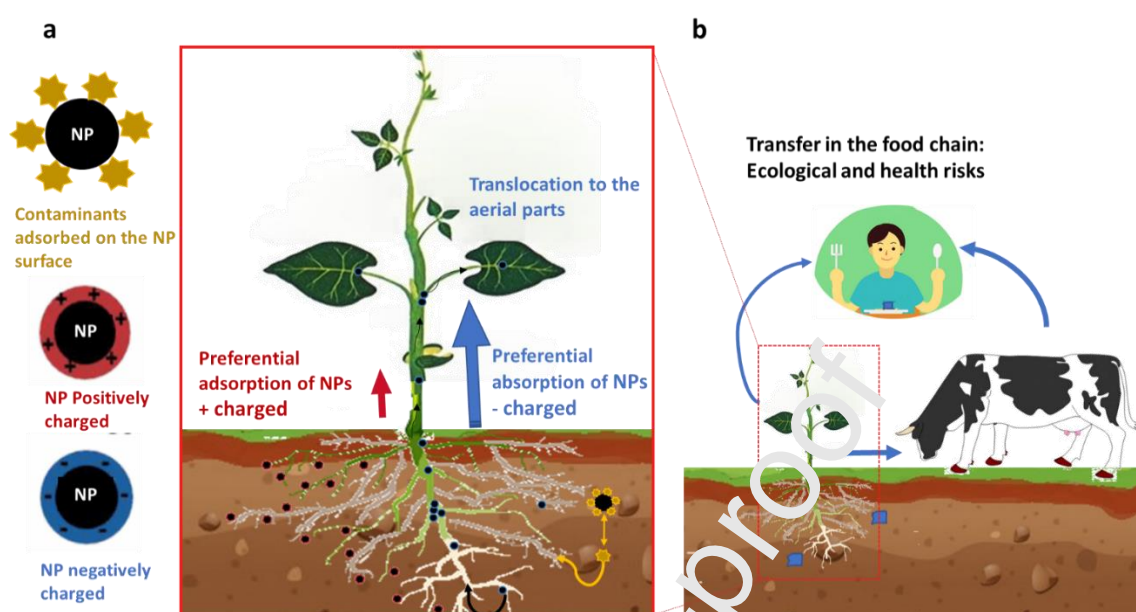 a
NP
Contaminants
adsorbed on the NP
surface
NP
NP Positively
charged
NP
NP negatively
charged
Translocation to the
aerial parts
Preferential
adsorption of NPs
+ charged
Preferential
absorption of NPs
- charged
b
Transfer in the food chain:
Ecological and health risks
proof